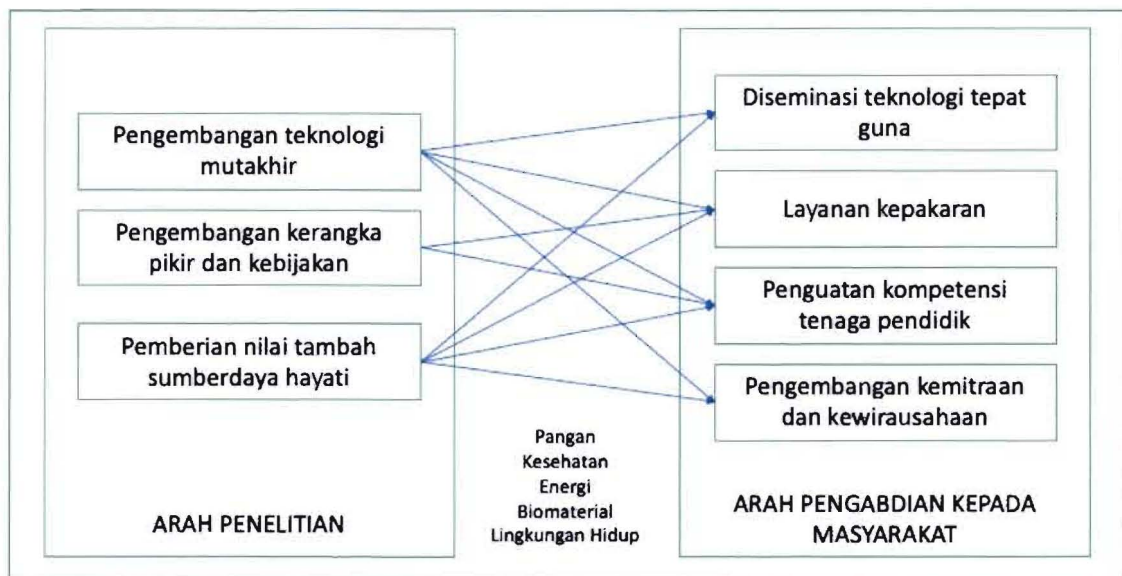 Pengembangan teknologi
mutakhir
Pengembangan kerangka
pikir dan kebijakan
Pemberian nilai tambah
sumberdaya hayati
ARAH PENELITIAN
Pangan
Kesehatan
Energi
Biomaterial
Lingkungan Hidup
Diseminasi teknologi tepat
guna
Layanan kepakaran
Penguatan kompetensi
tenaga pendidik
Pengembangan kemitraan
dan kewirausahaan
ARAH PENGABDIAN KEPADA
MASYARAKAT